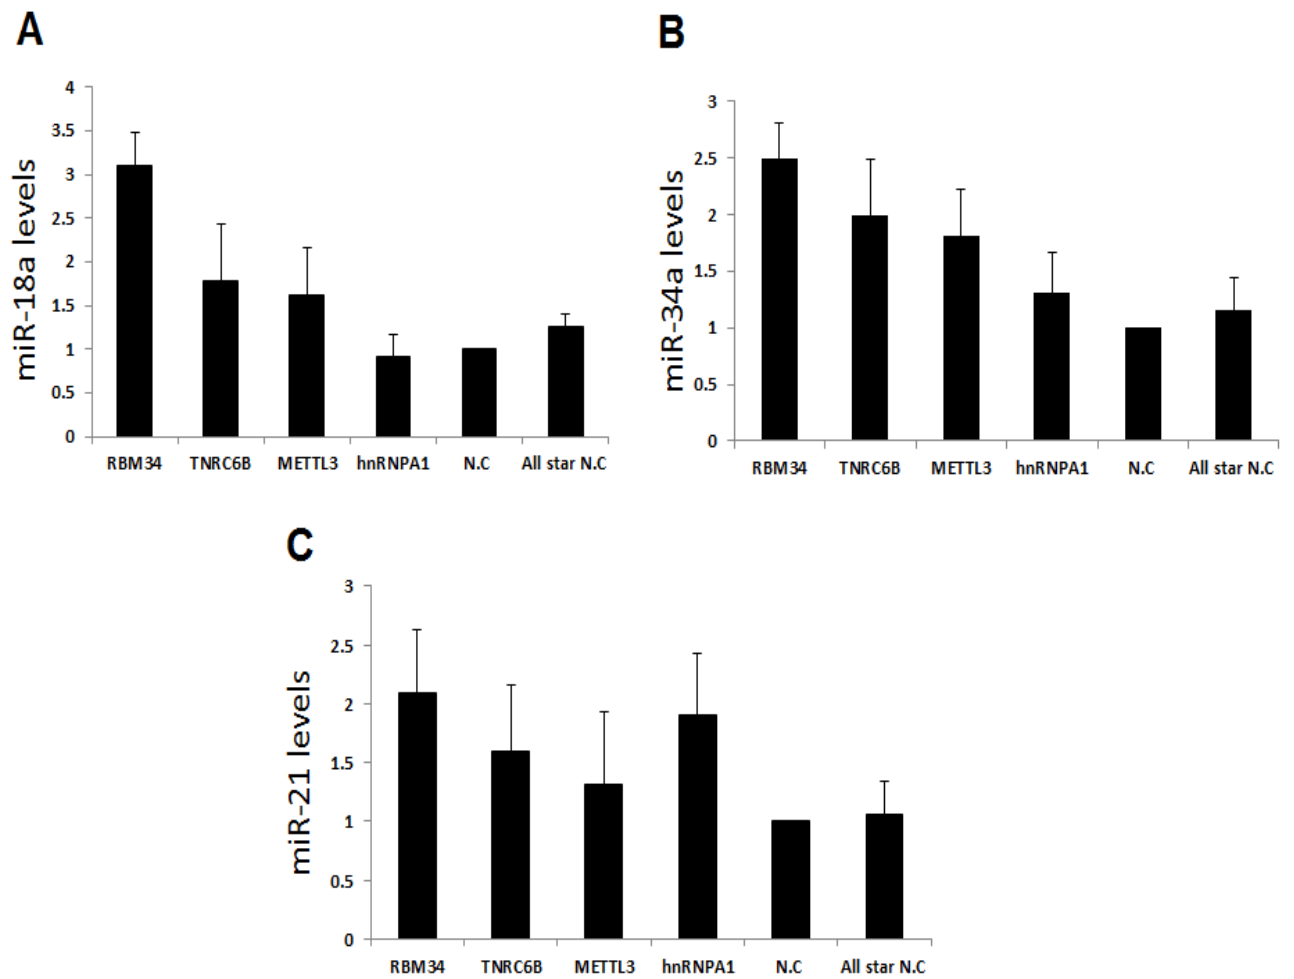 A
miR-18a levels
4
3.5
3
2.5
2
1.5
1
0.5
0
RBM34 TNRC6B METTL3 hnRNPA1 N.C All star N.C
B
miR-34a levels
3
2.5
2
1.5
1
0.5
0
RBM34 TNRC6B METTL3 hnRNPA1 N.C All star N.C
C
miR-21 levels
3
2.5
2
1.5
1
0.5
0
RBM34 TNRC6B METTL3 hnRNPA1 N.C All star N.C